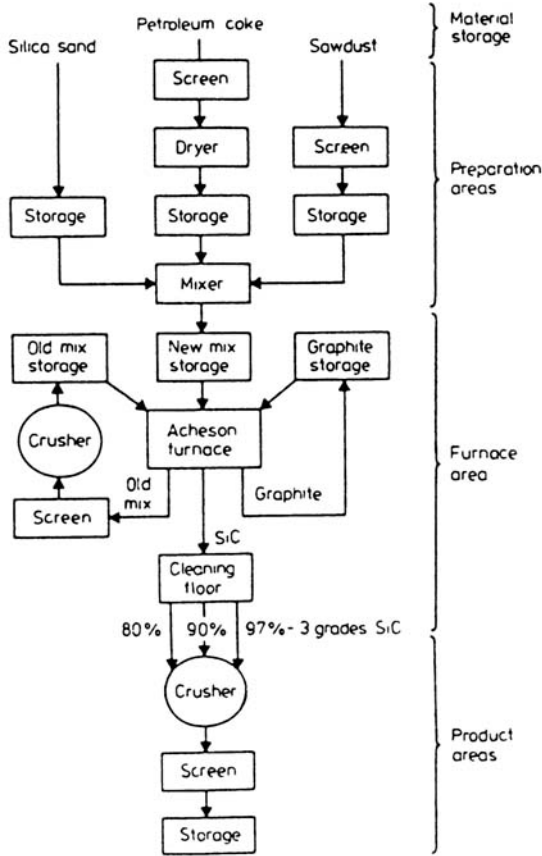 Petroleum coke
Material
storage
Silica sand
Sawdust
Screen
Dryer
Screen
Preparation
areas
Storage
Storage
Storage
Mixer
Old mix
storage
New mix
storage
Graphite
storage
Crusher
Acheson
furnace
Furnace
area
Old
mix
Graphite
Screen
SiC
Cleaning
floor
80% 90% 97% - 3 grades SiC
Crusher
Product
areas
Screen
Storage